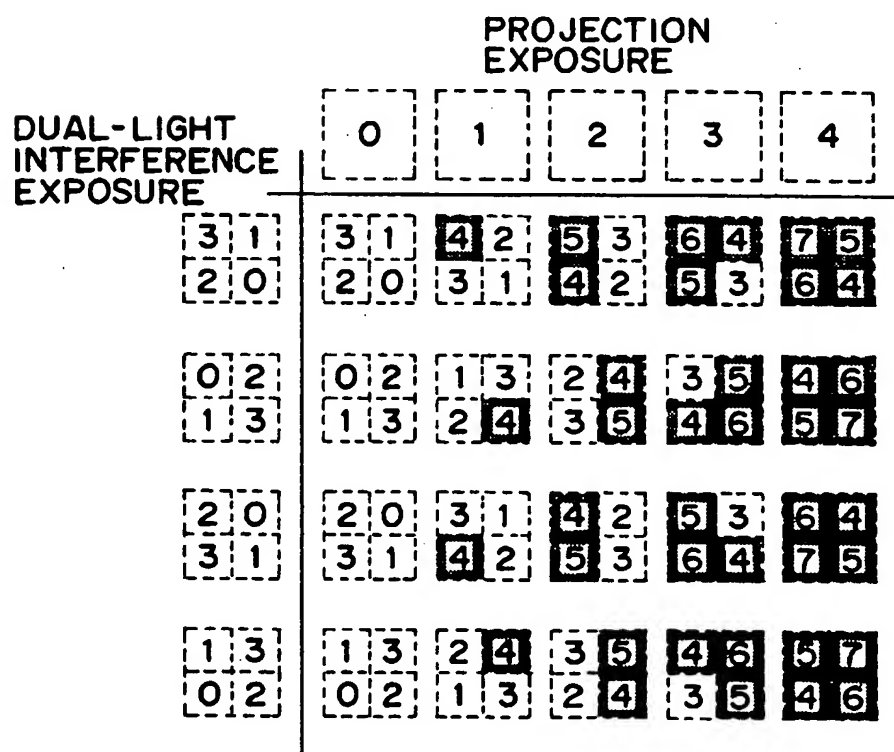 PROJECTION
EXPOSURE
DUAL-LIGHT
INTERFERENCE
EXPOSURE
0 1 2 3 4
3 1 3 1 4 2 5 3 6 4 7 5
2 0 2 0 3 1 4 2 5 3 6 4
0 2 0 2 1 3 2 4 3 5 4 6
1 3 1 3 2 4 3 5 4 6 5 7
2 0 2 0 3 1 4 2 5 3 6 4
3 1 3 1 4 2 5 3 6 4 7 5
1 3 1 3 2 4 3 5 4 6 5 7
0 2 0 2 1 3 2 4 3 5 4 6